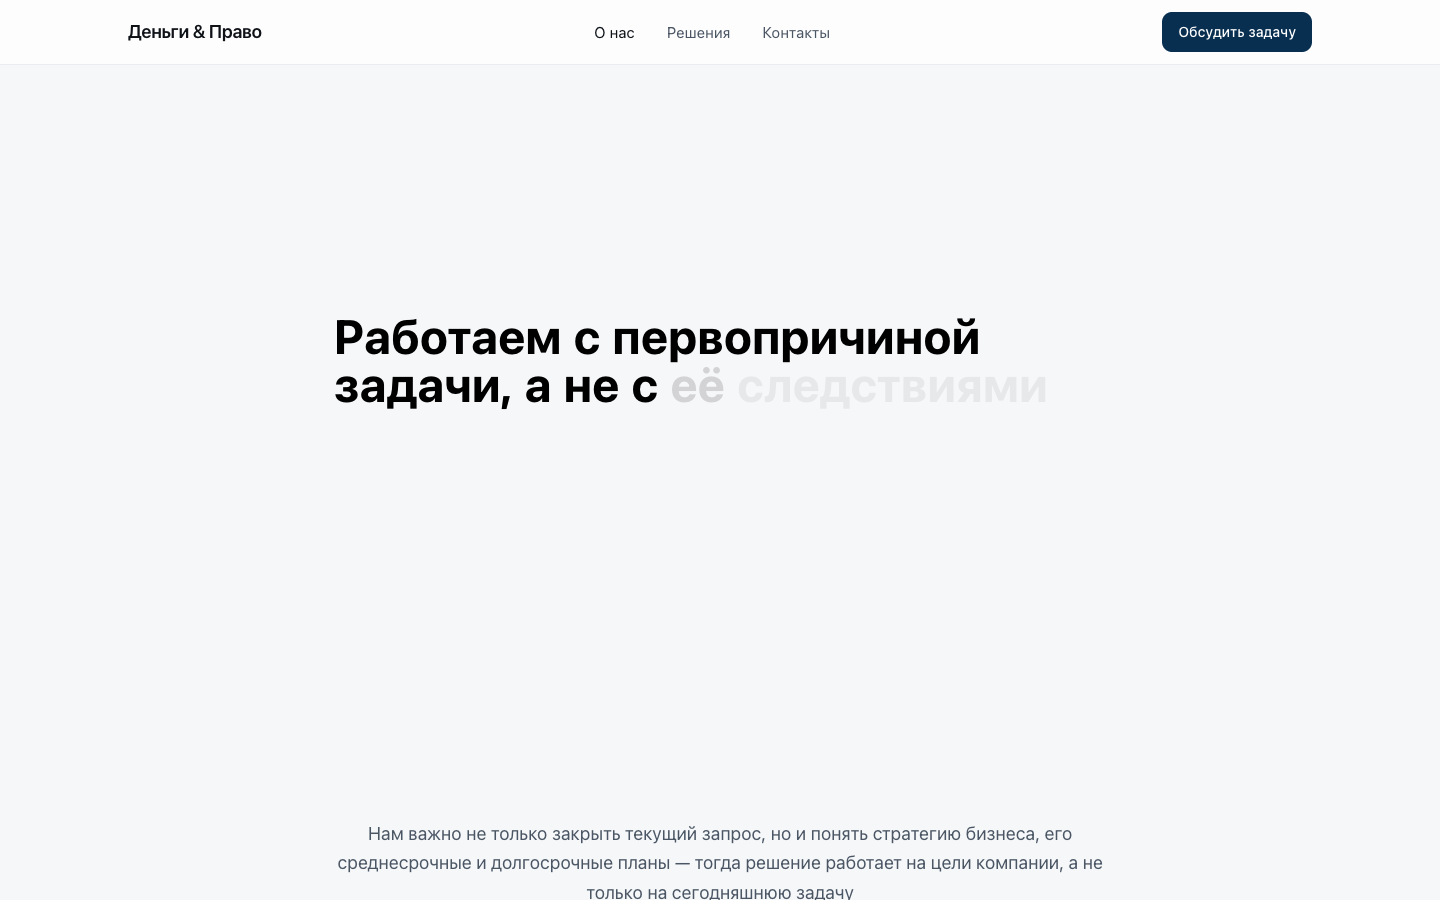 Деньги & Право
О нас
Решения
Контакты
Обсудить задачу
Работаем с первопричиной
задачи, а не с её следствиями
Нам важно не только закрыть текущий запрос, но и понять стратегию бизнеса, его
среднесрочные и долгосрочные планы — тогда решение работает на цели компании, а не
только на сегодняшнюю задачу